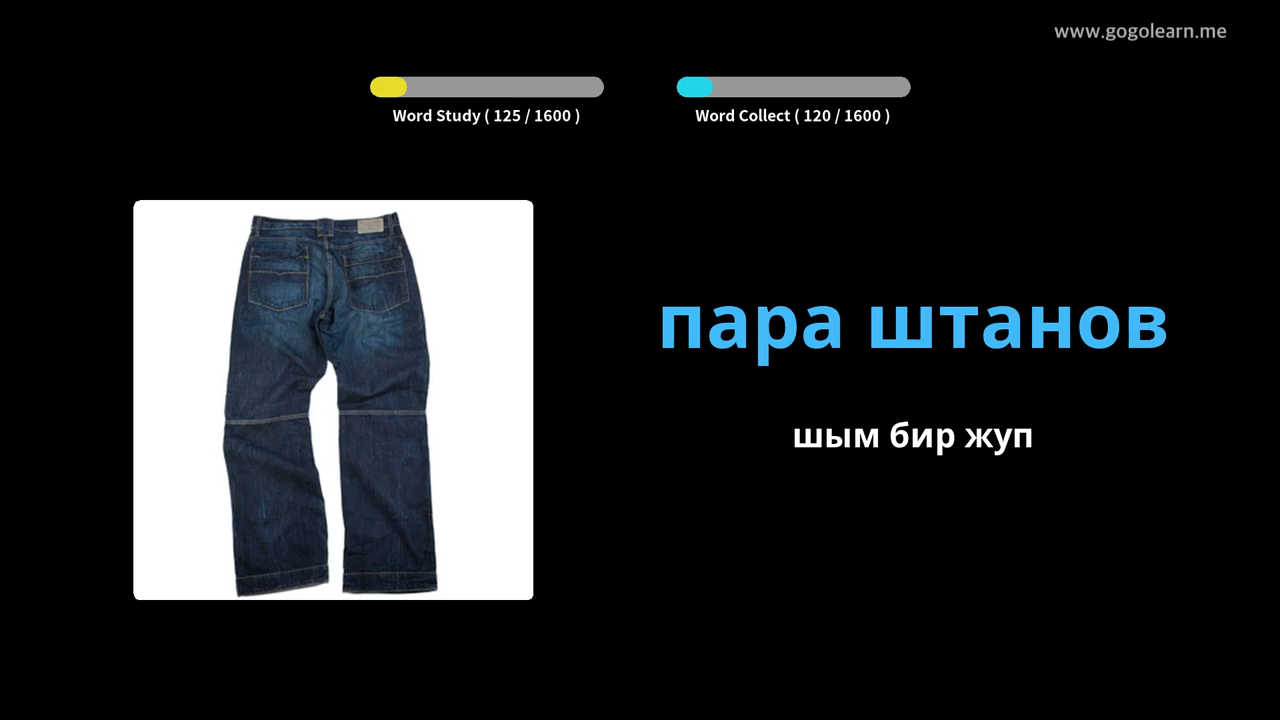 www.gogolearn.me
Word Study ( 125 / 1600 )
Word Collect ( 120 / 1600 )
пара штанов
шым бир жуп